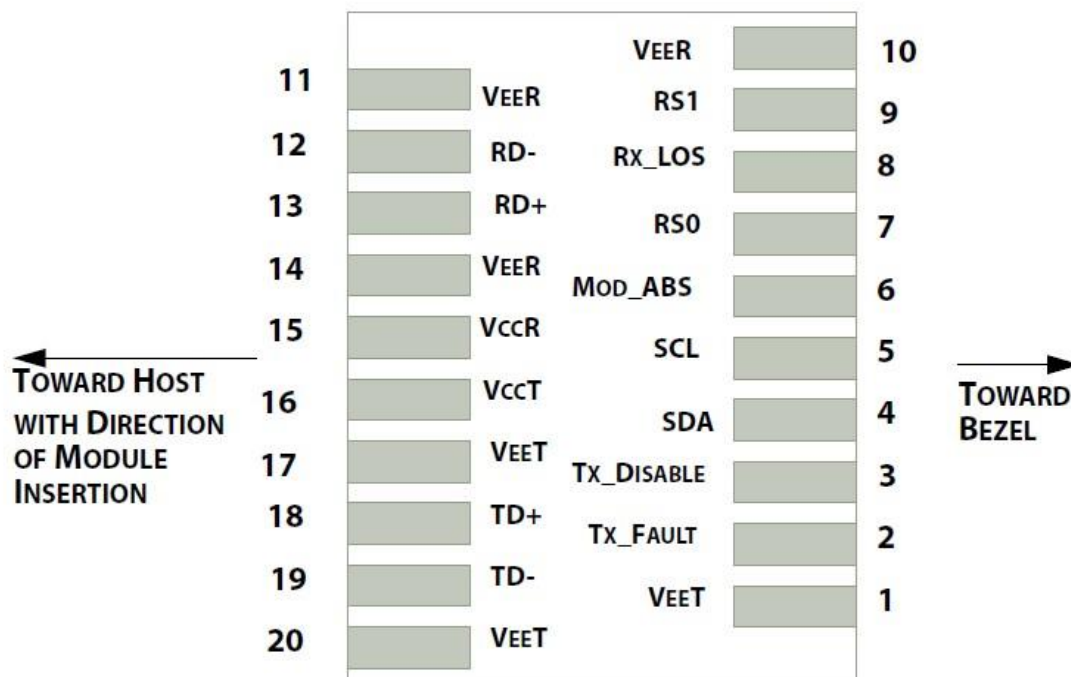 11 VEER
12 RD-
13 RD+
14 VEER
15 VCCR
16 VCCT
17 VEET
18 TD+
19 TD-
20 VEET
TOWARD HOST
WITH DIRECTION
OF MODULE
INSERTION
VEER 10
RS1 9
RX_LOS 8
RS0 7
MOD_ABS 6
SCL 5
SDA 4
TX_DISABLE 3
TX_FAULT 2
VEET 1
TOWARD
BEZEL